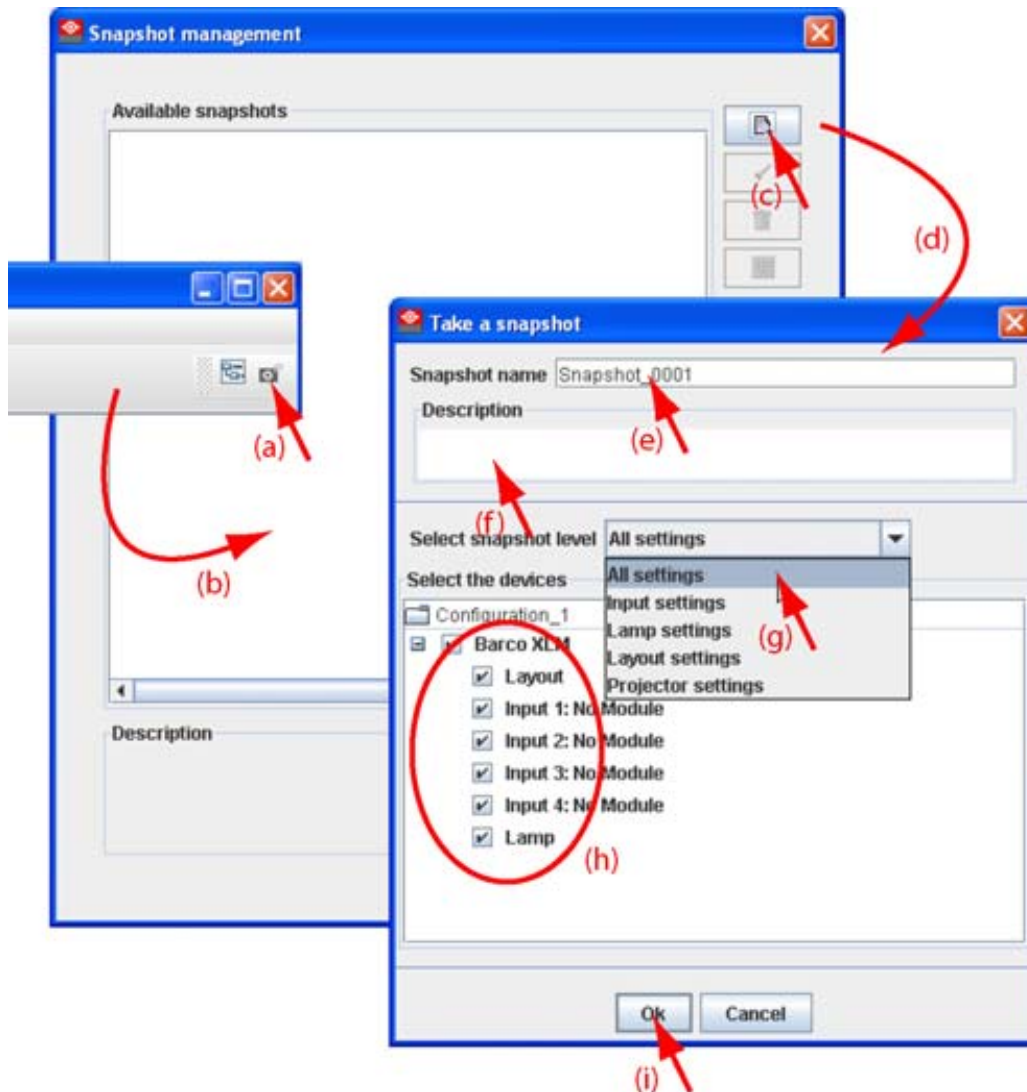 Snapshot management
Available snapshots
(c)
(d)
(a)
(b)
Description
Take a snapshot
Snapshot name Snapshot_0001
(e)
Description
(f)
Select snapshot level All settings
All settings
Input settings
Lamp settings
Layout settings
Projector settings
(g)
Select the devices
Configuration_1
Barco XLM
Layout
Input 1: No Module
Input 2: No Module
Input 3: No Module
Input 4: No Module
Lamp
(h)
Ok Cancel
(i)